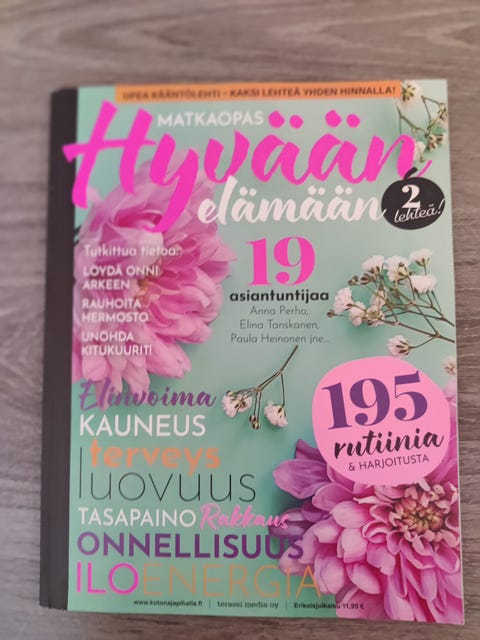 UPEA KÄÄNTÖLEHTI - KAKSI LEHTEÄ YHDEN HINNALLA!
MATKAOPAS
Hyvään
elämään
2
lehteä!
Tutkittua tietoa:
LÖYDÄ ONNI
ARKEEN
RAUHOITA
HERMOSTO
UNOHDA
KITUKUURIT!
19
asiantuntijaa
Anna Perho,
Elina Tanskanen,
Paula Heinonen jne...
195
rutiinia
& HARJOITUSTA
Elinvoima
KAUNEUS
terveys
luovuus
TASAPAINO Rakkaus
ONNELLISUUS
ILOENERGIA
www.kotonajapihalla.fi | terassi media oy | Erikoisjulkaisu 11,95 €